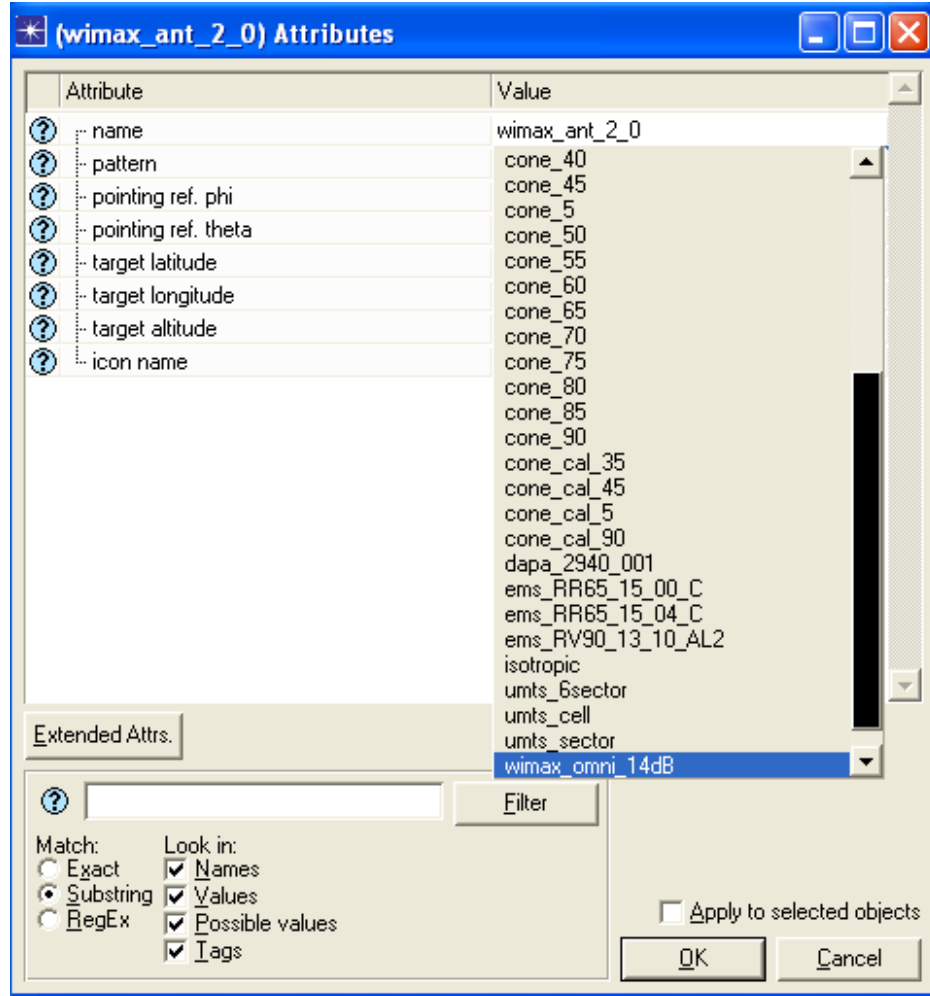 (wimax_ant_2_0) Attributes
Attribute Value
name wimax_ant_2_0
pattern
pointing ref. phi
pointing ref. theta
target latitude
target longitude
target altitude
icon name
cone_40
cone_45
cone_5
cone_50
cone_55
cone_60
cone_65
cone_70
cone_75
cone_80
cone_85
cone_90
cone_cal_35
cone_cal_45
cone_cal_5
cone_cal_90
dapa_2940_001
ems_RR65_15_00_C
ems_RR65_15_04_C
ems_RV90_13_10_AL2
isotropic
umts_6sector
umts_cell
umts_sector
wimax_omni_14dB
Extended Attrs.
Filter
Match: Look in:
Exact Names
Substring Values
RegEx Possible values
Tags
Apply to selected objects
OK Cancel